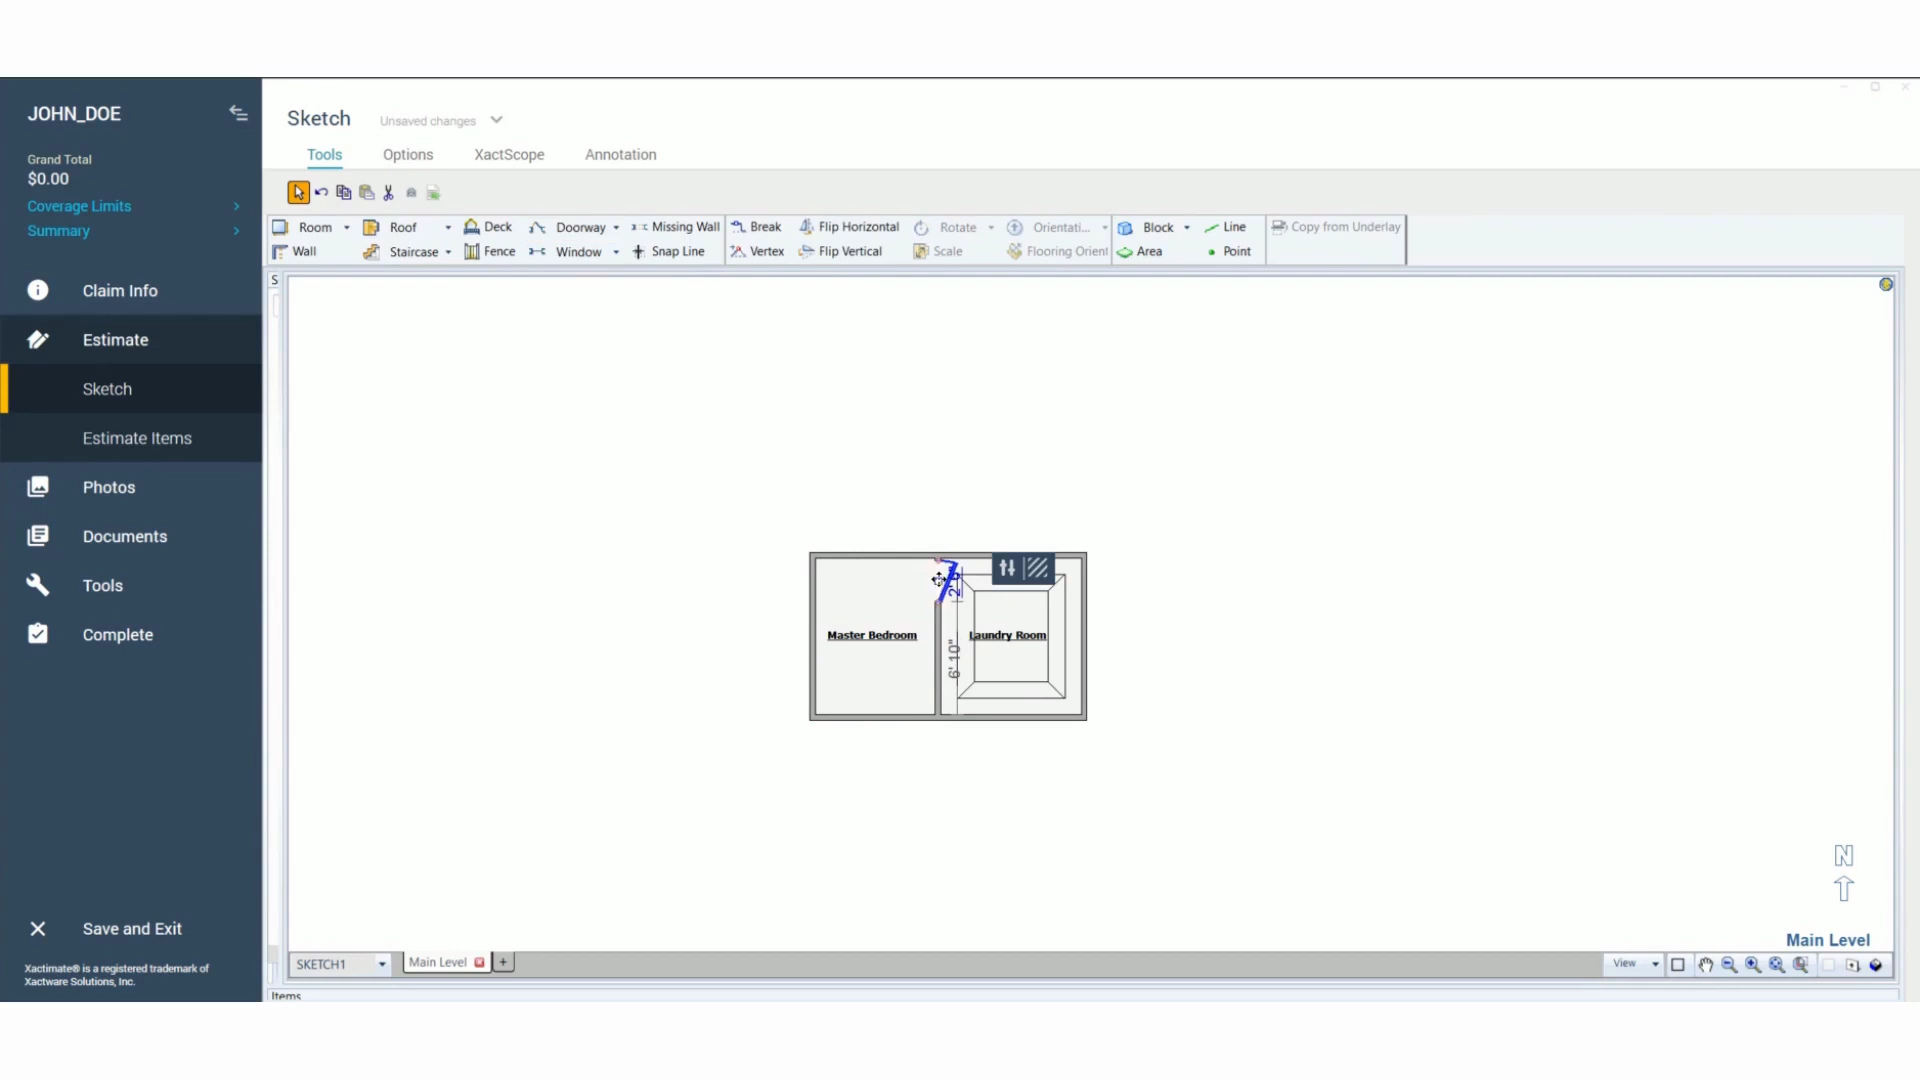 JOHN_DOE
Grand Total
$0.00
Coverage Limits
Summary
Claim Info
Estimate
Sketch
Estimate Items
Photos
Documents
Tools
Complete
Save and Exit
Xactimate® is a registered trademark of
Xactware Solutions, Inc.
Sketch Unsaved changes
Tools Options XactScope Annotation
Room Roof Deck Doorway Missing Wall Break Flip Horizontal Rotate Orientati... Block Line Copy from Underlay
Wall Staircase Fence Window Snap Line Vertex Flip Vertical Scale Flooring Orient Area Point
S
Master Bedroom
6' 10"
Laundry Room
N
Main Level
SKETCH1 Main Level + View
Items